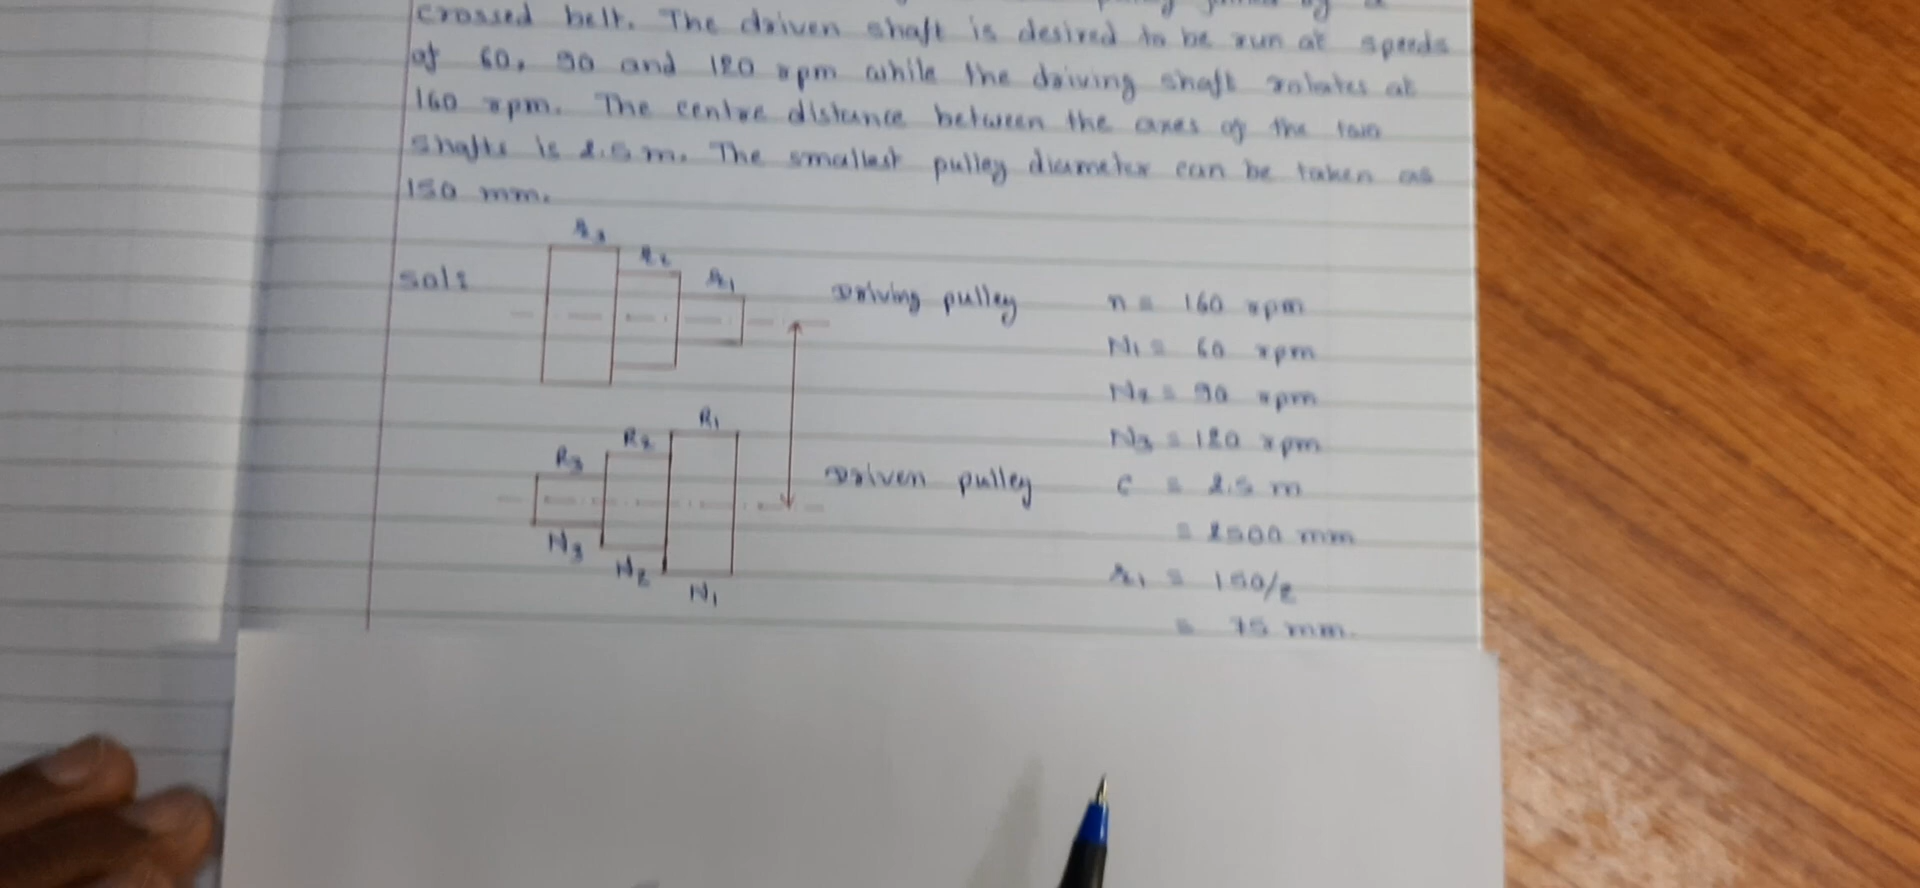 crossed belt. The driven shaft is desired to be run at speeds
of 60, 90 and 120 rpm while the driving shaft rotates at
160 rpm. The centre distance between the axes of the two
shafts is 2.5 m. The smallest pulley diameter can be taken as
150 mm.
Sol:
r3
r2
r1
Driving pulley
n = 160 rpm
N1 = 60 rpm
N2 = 90 rpm
N3 = 120 rpm
R1
R2
R3
Driven pulley
c = 2.5 m
= 2500 mm
N3
N2
N1
r1 = 150/2
= 75 mm.